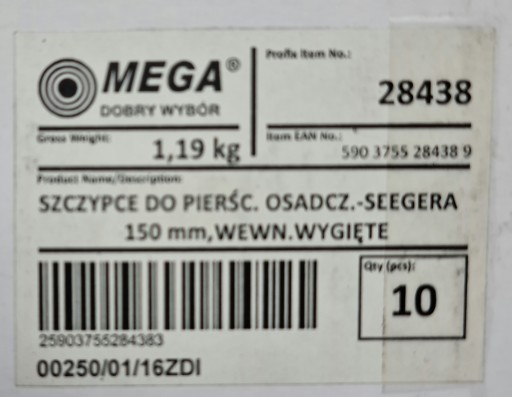 MEGA®
DOBRY WYBÓR
Profix Item No.:
28438
Gross Weight:
1,19 kg
Item EAN No.:
590 3755 28438 9
Product Name/Description:
SZCZYPCE DO PIERŚC. OSADCZ.-SEEGERA
150 mm,WEWN.WYGIĘTE
Qty (pcs):
10
25903755284383
00250/01/16ZDI